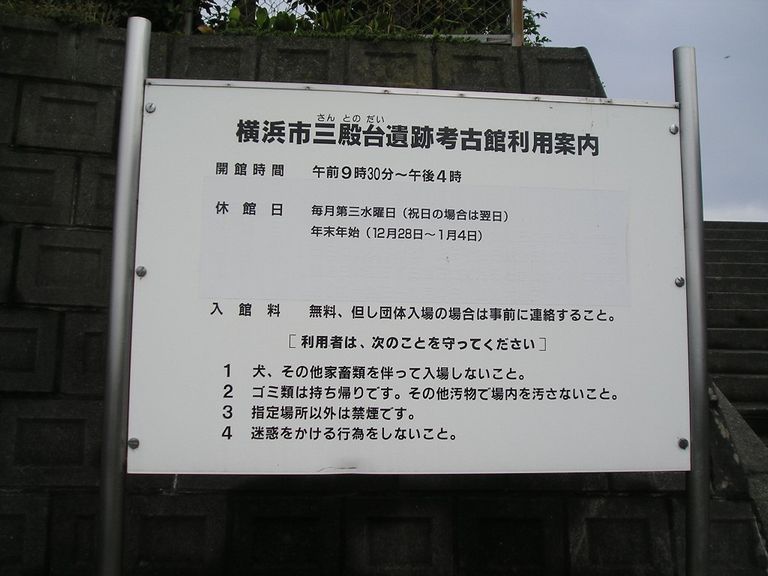 さん との だい
横浜市三殿台遺跡考古館利用案内
開館時間 午前9時30分～午後4時
休館日 毎月第三水曜日（祝日の場合は翌日）
年末年始（12月28日～1月4日）
入館料 無料、但し団体入場の場合は事前に連絡すること。
［利用者は、次のことを守ってください］
1 犬、その他家畜類を伴って入場しないこと。
2 ゴミ類は持ち帰りです。その他汚物で場内を汚さないこと。
3 指定場所以外は禁煙です。
4 迷惑をかける行為をしないこと。